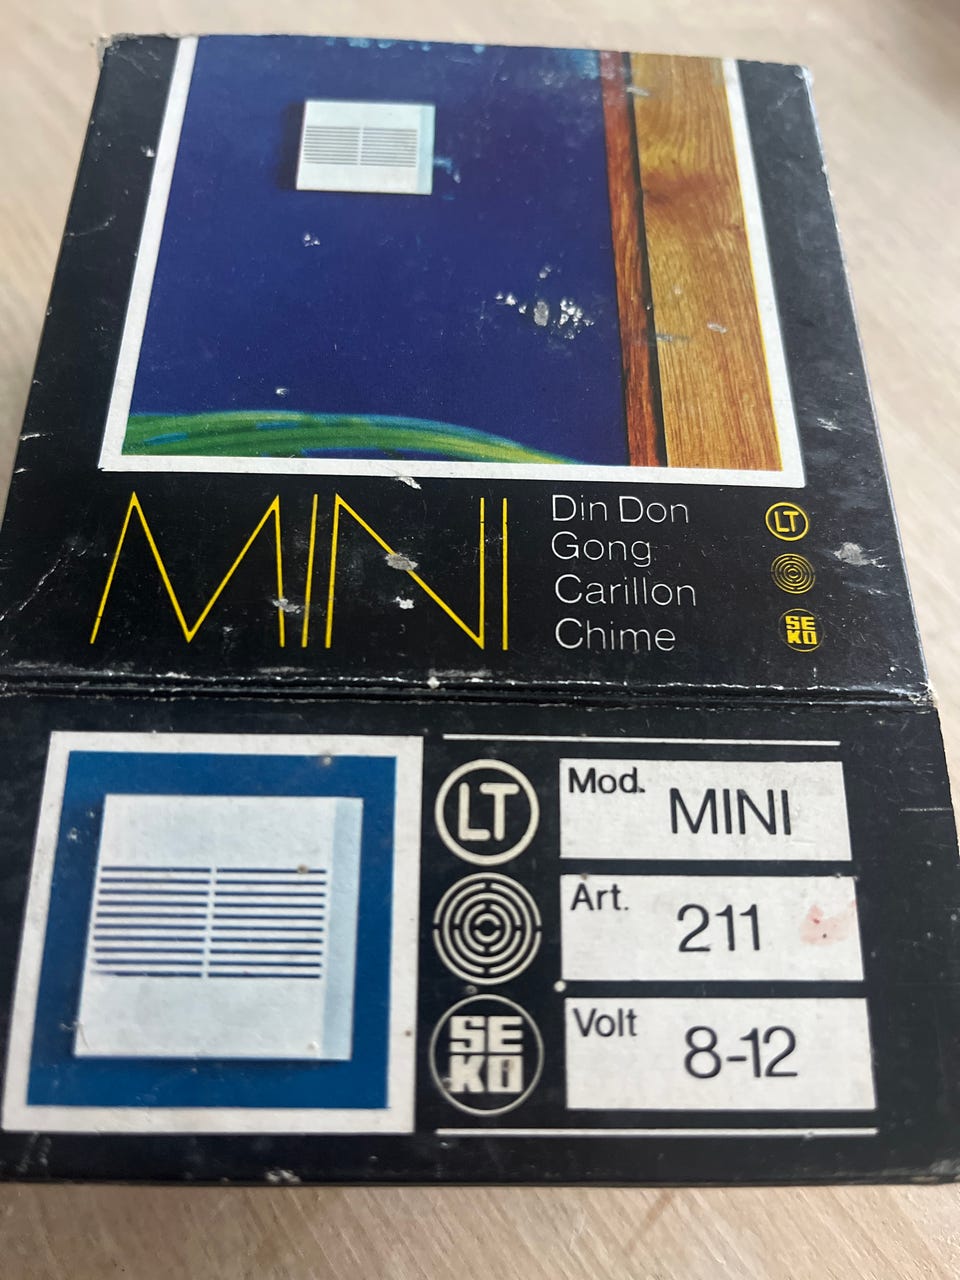 MINI
Din Don
Gong
Carillon
Chime
LT
SE
KO
LT
SE
KO
Mod. MINI
Art. 211
Volt 8-12